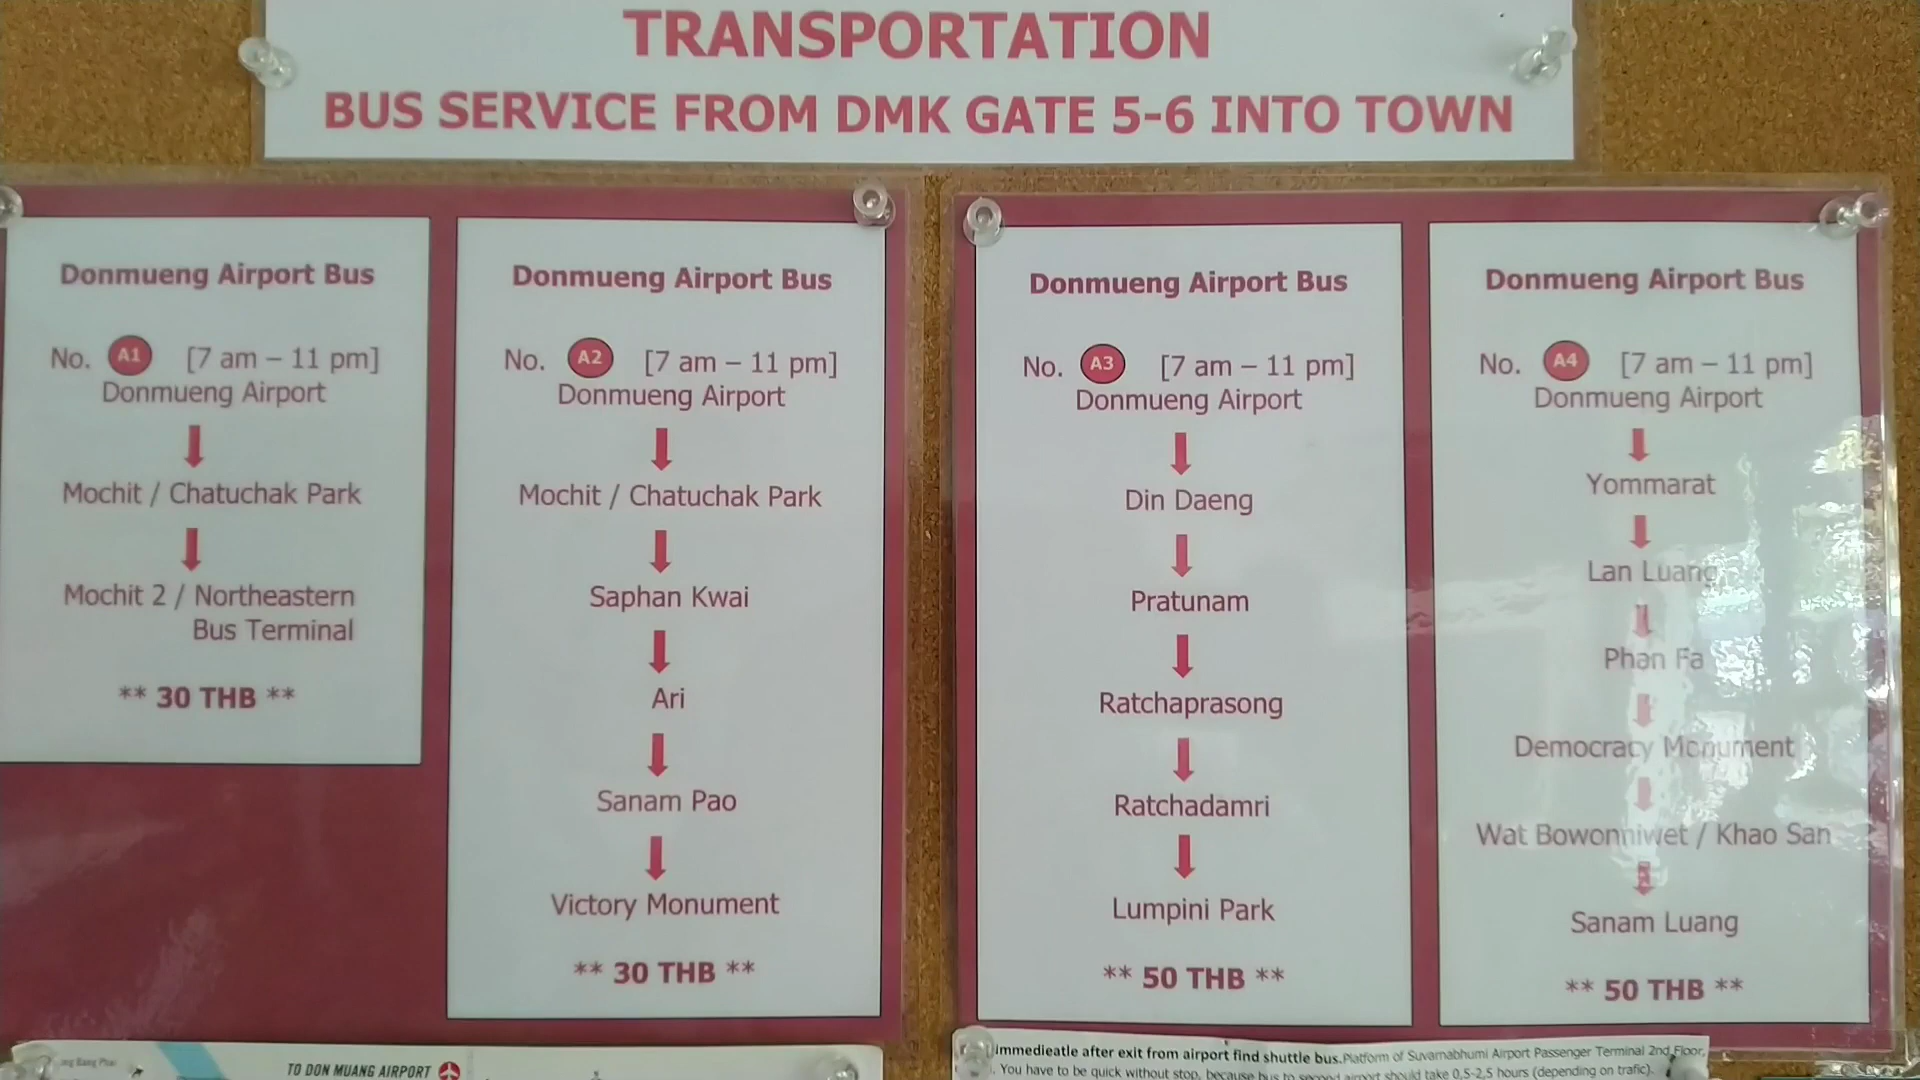 TRANSPORTATION
BUS SERVICE FROM DMK GATE 5-6 INTO TOWN
Donmueng Airport Bus
No. A1 [7 am – 11 pm]
Donmueng Airport
Mochit / Chatuchak Park
Mochit 2 / Northeastern
Bus Terminal
** 30 THB **
Donmueng Airport Bus
No. A2 [7 am – 11 pm]
Donmueng Airport
Mochit / Chatuchak Park
Saphan Kwai
Ari
Sanam Pao
Victory Monument
** 30 THB **
Donmueng Airport Bus
No. A3 [7 am – 11 pm]
Donmueng Airport
Din Daeng
Pratunam
Ratchaprasong
Ratchadamri
Lumpini Park
** 50 THB **
Donmueng Airport Bus
No. A4 [7 am – 11 pm]
Donmueng Airport
Yommarat
Lan Luang
Phan Fa
Democracy Monument
Wat Bowonniwet / Khao San
Sanam Luang
** 50 THB **
TO DON MUANG AIRPORT
Immedieatle after exit from airport find shuttle bus.Platform of Suvarnabhumi Airport Passenger Terminal 2nd Floor,
. You have to be quick without stop, because bus to second airport should take 0,5-2,5 hours (depending on trafic).